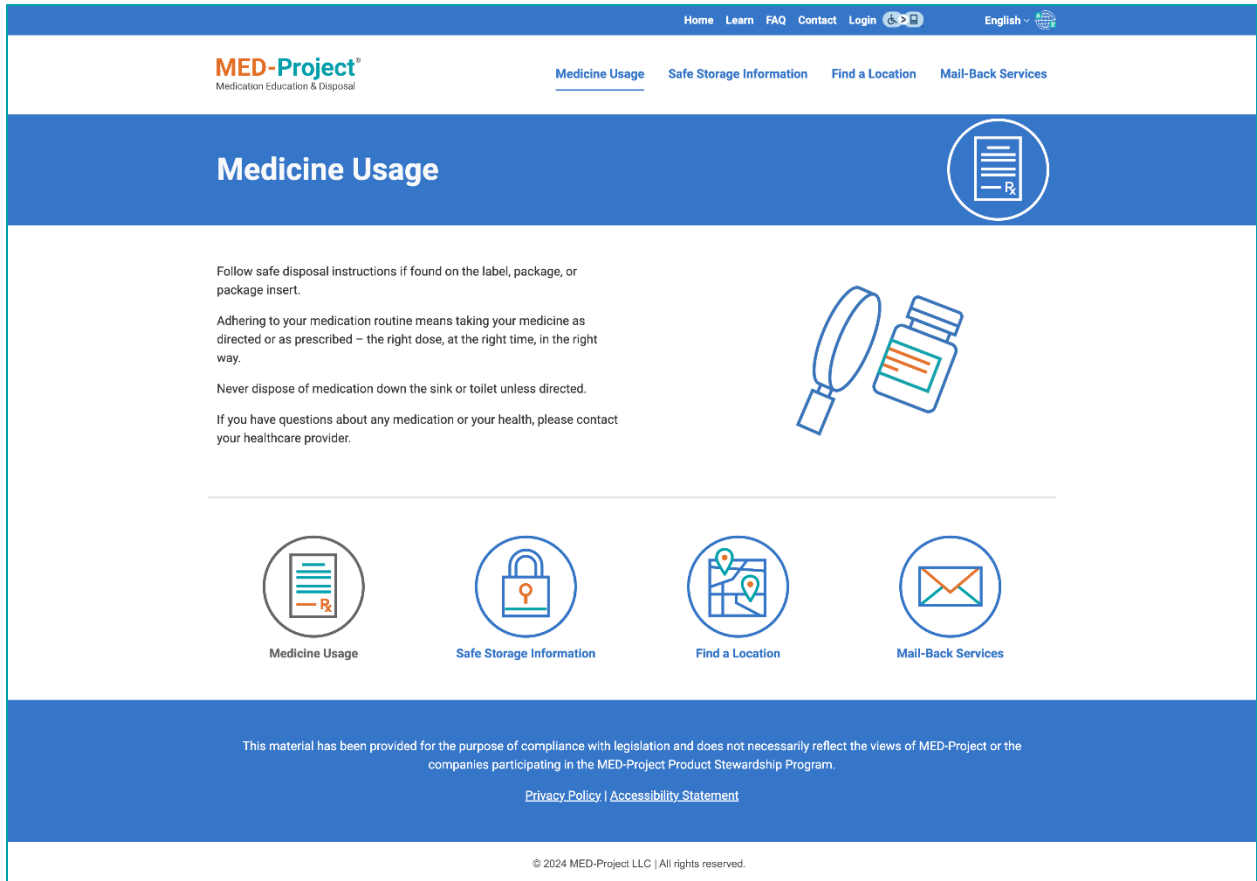 Home Learn FAQ Contact Login English
MED-Project®
Medication Education & Disposal
Medicine Usage Safe Storage Information Find a Location Mail-Back Services
Medicine Usage
Rx
Follow safe disposal instructions if found on the label, package, or
package insert.
Adhering to your medication routine means taking your medicine as
directed or as prescribed – the right dose, at the right time, in the right
way.
Never dispose of medication down the sink or toilet unless directed.
If you have questions about any medication or your health, please contact
your healthcare provider.
Rx
Medicine Usage Safe Storage Information Find a Location Mail-Back Services
This material has been provided for the purpose of compliance with legislation and does not necessarily reflect the views of MED-Project or the
companies participating in the MED-Project Product Stewardship Program.
Privacy Policy | Accessibility Statement
© 2024 MED-Project LLC | All rights reserved.